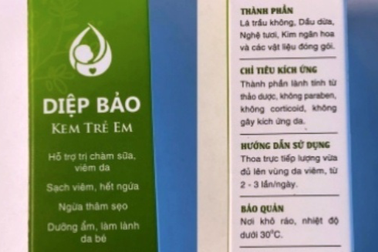 DIỆP BẢO
KEM TRẺ EM
Hỗ trợ trị chàm sữa,
viêm da
Sạch viêm, hết ngứa
Ngừa thâm sẹo
Dưỡng ẩm, làm lành
da bé
THÀNH PHẦN
Lá trầu không, Dầu dừa,
Nghệ tươi, Kim ngân hoa
và các vật liệu đóng gói.
CHỈ TIÊU KÍCH ỨNG
Thành phần lành tính từ
thảo dược, không paraben,
không corticoid, không
gây kích ứng da.
HƯỚNG DẪN SỬ DỤNG
Thoa trực tiếp lượng vừa
đủ lên vùng da viêm, từ
2 - 3 lần/ngày.
BẢO QUẢN
Nơi khô ráo, nhiệt độ
dưới 30°C.